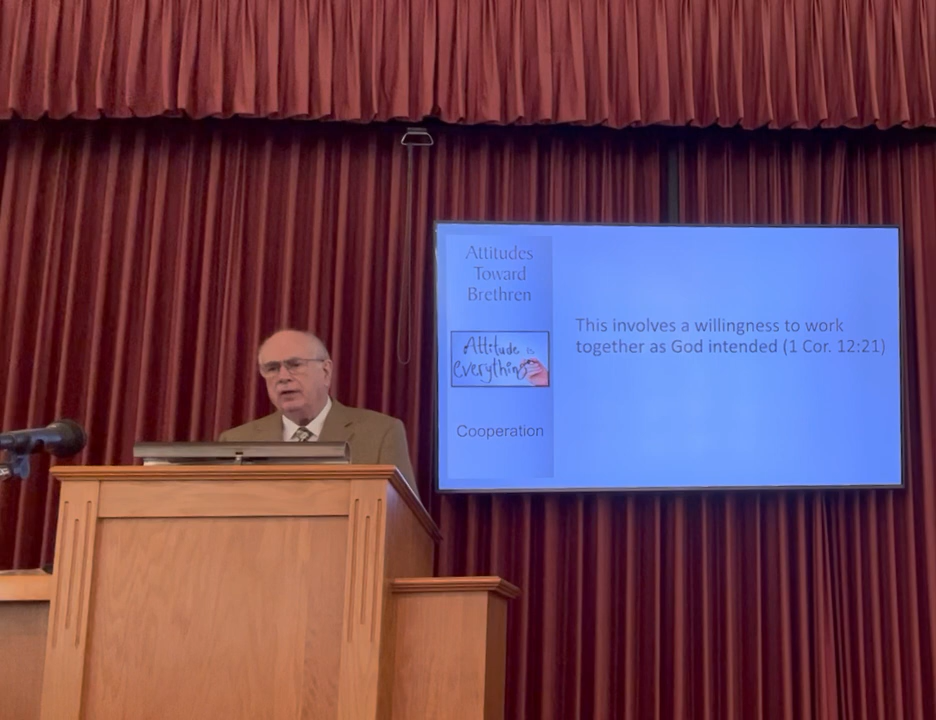 Attitudes
Toward
Brethren
Attitude is
everything
Cooperation
This involves a willingness to work
together as God intended (1 Cor. 12:21)